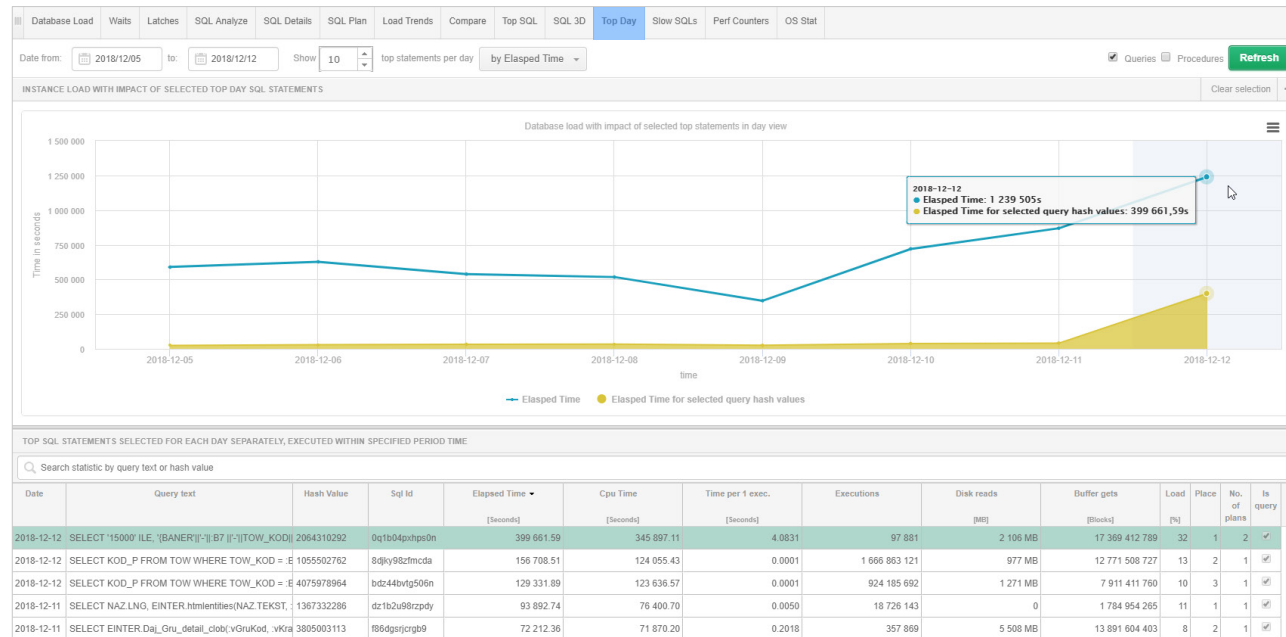 Database Load Waits Latches SQL Analyze SQL Details SQL Plan Load Trends Compare Top SQL SQL 3D Top Day Slow SQLs Perf Counters OS Stat
Date from: 2018/12/05 to: 2018/12/12 Show 10 top statements per day by Elapsed Time Queries Procedures Refresh
INSTANCE LOAD WITH IMPACT OF SELECTED TOP DAY SQL STATEMENTS Clear selection
Database load with impact of selected top statements in day view
1 500 000
1 250 000
1 000 000
750 000
500 000
250 000
0
Time in seconds
2018-12-12
Elasped Time: 1 239 505s
Elasped Time for selected query hash values: 399 661,59s
2018-12-05 2018-12-06 2018-12-07 2018-12-08 2018-12-09 2018-12-10 2018-12-11 2018-12-12
time
Elasped Time Elasped Time for selected query hash values
TOP SQL STATEMENTS SELECTED FOR EACH DAY SEPARATELY, EXECUTED WITHIN SPECIFIED PERIOD TIME
Search statistic by query text or hash value
Date Query text Hash Value Sql Id Elapsed Time Cpu Time Time per 1 exec. Executions Disk reads Buffer gets Load Place No. of plans Is query
[Seconds] [Seconds] [Seconds] [MB] [Blocks] [%]
2018-12-12 SELECT '15000' ILE, '(BANER'||'-'||:B7 ||'-'||TOW_KOD|| 2064310292 0q1b04pxhps0n 399 661.59 345 897.11 4.0831 97 881 2 106 MB 17 369 412 789 32 1 2
2018-12-12 SELECT KOD_P FROM TOW WHERE TOW_KOD = :E 1055502762 8djky98zfmcda 156 708.51 124 055.43 0.0001 1 666 863 121 977 MB 12 771 508 727 13 2 1
2018-12-12 SELECT KOD_P FROM TOW WHERE TOW_KOD = :E 4075978964 bdz44bvtg506n 129 331.89 123 636.57 0.0001 924 185 692 1 271 MB 7 911 411 760 10 3 1
2018-12-11 SELECT NAZ.LNG, EINTER.htmlentities(NAZ.TEKST, : 1367332286 dz1b2u98rzpdy 93 892.74 76 400.70 0.0050 18 726 143 0 1 784 954 265 11 1 1
2018-12-11 SELECT EINTER.Daj_Gru_detail_clob(:vGruKod, :vKra 3805003113 f86dgsrjcrgb9 72 212.36 71 870.20 0.2018 357 869 5 508 MB 13 891 604 403 8 2 1